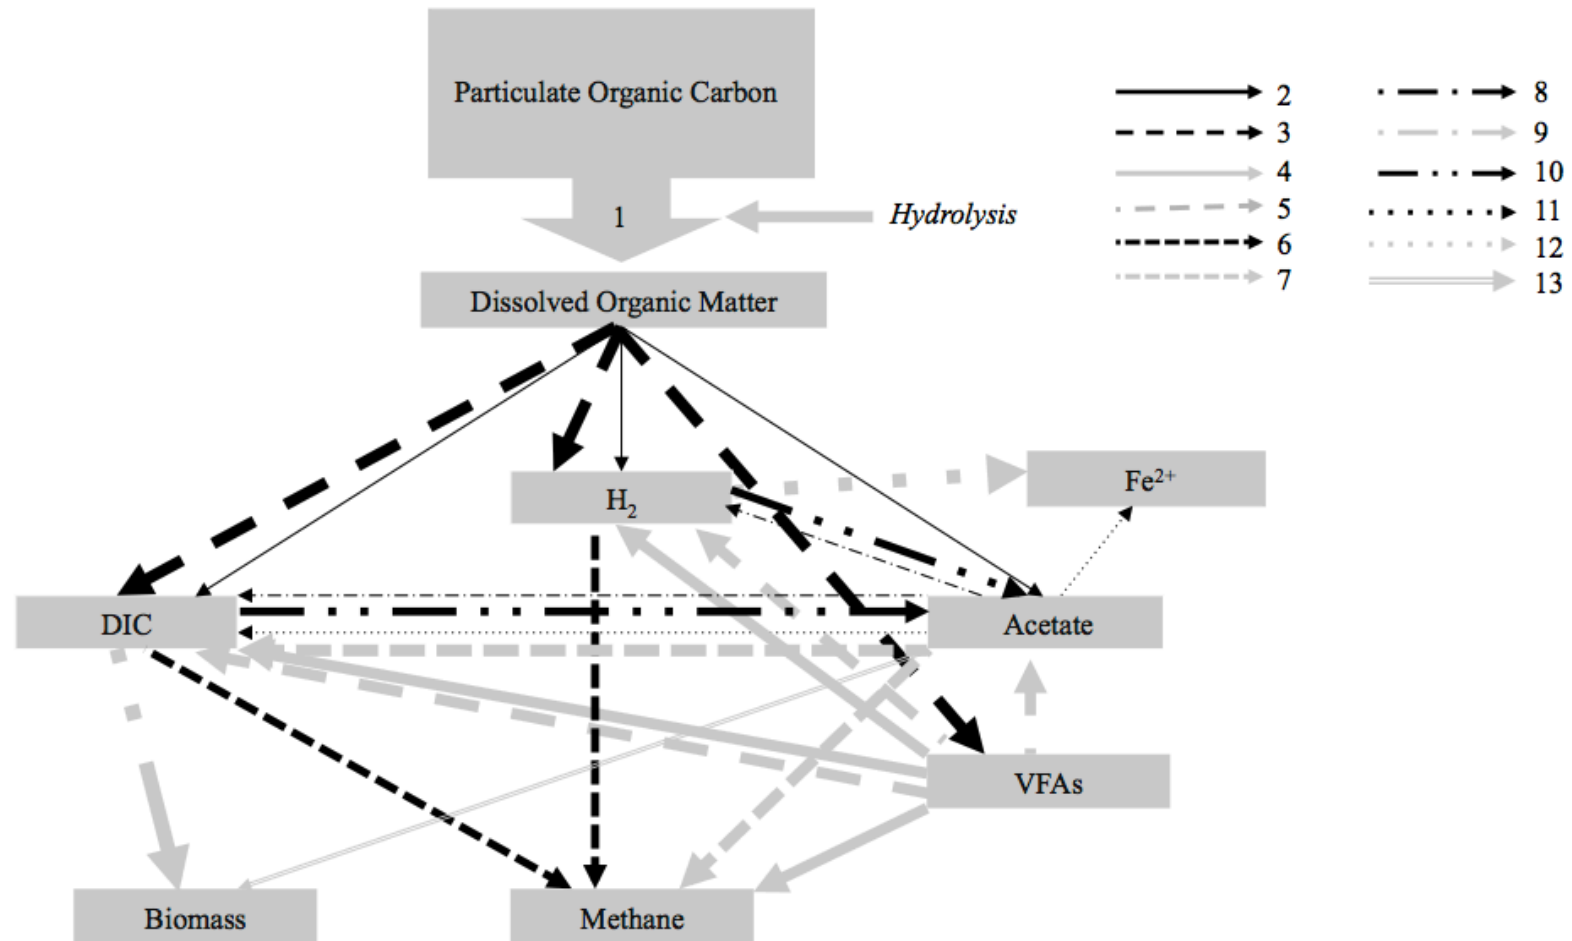 Particulate Organic Carbon
1
Hydrolysis
Dissolved Organic Matter
2
3
4
5
6
7
8
9
10
11
12
13
H2
Fe2+
DIC
Acetate
VFAs
Biomass
Methane